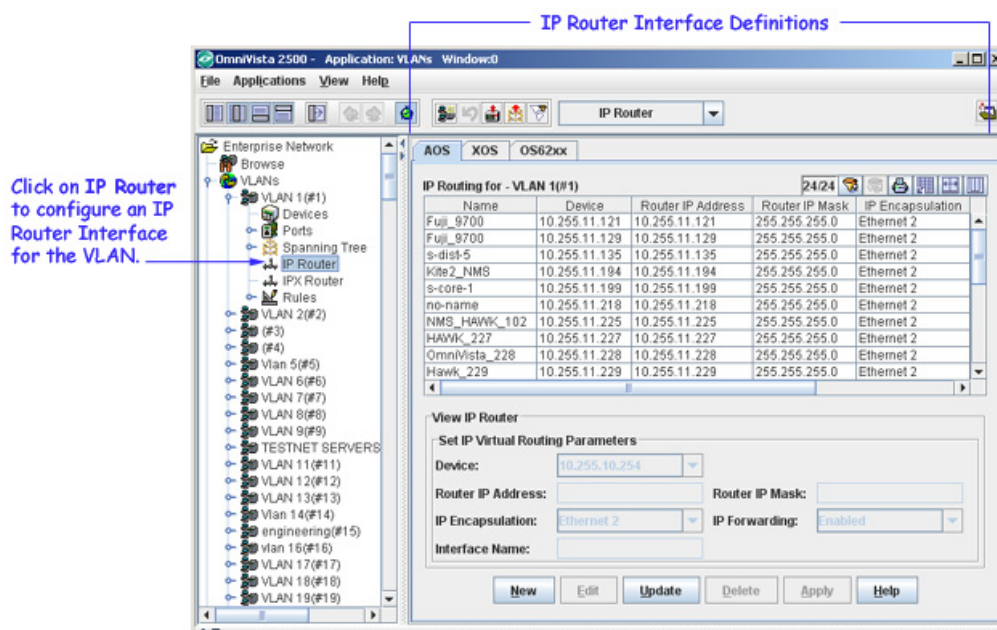 IP Router Interface Definitions
OmniVista 2500 - Application: VLANs Window:0
File Applications View Help
IP Router
Click on IP Router
to configure an IP
Router Interface
for the VLAN.
Enterprise Network
Browse
VLANs
VLAN 1(#1)
Devices
Ports
Spanning Tree
IP Router
IPX Router
Rules
VLAN 2(#2)
(#3)
(#4)
Vlan 5(#5)
VLAN 6(#6)
VLAN 7(#7)
VLAN 8(#8)
VLAN 9(#9)
TESTNET SERVERS
VLAN 11(#11)
VLAN 12(#12)
VLAN 13(#13)
Vlan 14(#14)
engineering(#15)
vlan 16(#16)
VLAN 17(#17)
VLAN 18(#18)
VLAN 19(#19)
AOS XOS OS62xx
IP Routing for - VLAN 1(#1) 24/24
Name Device Router IP Address Router IP Mask IP Encapsulation
Fuji_9700 10.255.11.121 10.255.11.121 255.255.255.0 Ethernet 2
Fuji_9700 10.255.11.129 10.255.11.129 255.255.255.0 Ethernet 2
s-dist-5 10.255.11.135 10.255.11.135 255.255.255.0 Ethernet 2
Kite2_NMS 10.255.11.194 10.255.11.194 255.255.255.0 Ethernet 2
s-core-1 10.255.11.199 10.255.11.199 255.255.255.0 Ethernet 2
no-name 10.255.11.218 10.255.11.218 255.255.255.0 Ethernet 2
NMS_HAWK_102 10.255.11.225 10.255.11.225 255.255.255.0 Ethernet 2
HAWK_227 10.255.11.227 10.255.11.227 255.255.255.0 Ethernet 2
OmniVista_228 10.255.11.228 10.255.11.228 255.255.255.0 Ethernet 2
Hawk_229 10.255.11.229 10.255.11.229 255.255.255.0 Ethernet 2
View IP Router
Set IP Virtual Routing Parameters
Device: 10.255.10.254
Router IP Address: Router IP Mask:
IP Encapsulation: Ethernet 2 IP Forwarding: Enabled
Interface Name:
New Edit Update Delete Apply Help